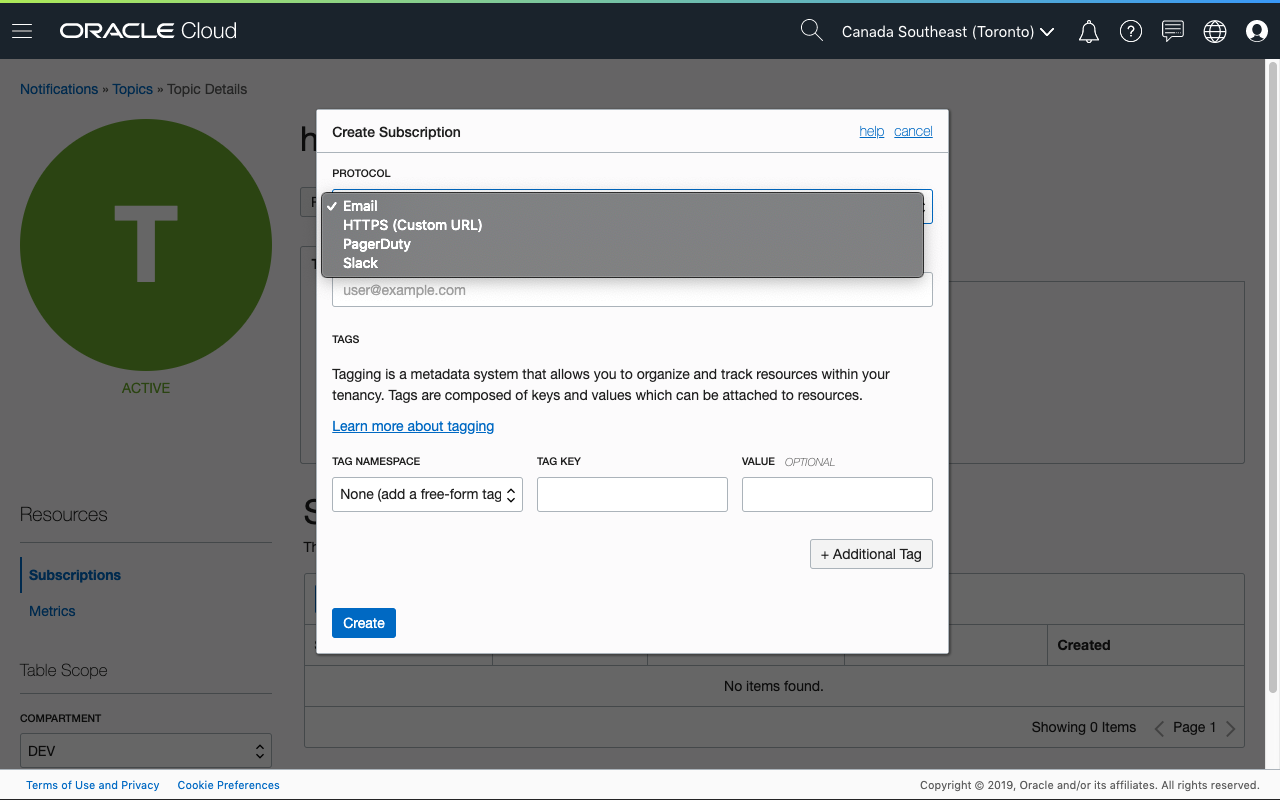 ORACLE Cloud
Canada Southeast (Toronto)
Notifications » Topics » Topic Details
T
ACTIVE
Create Subscription
help cancel
PROTOCOL
Email
HTTPS (Custom URL)
PagerDuty
Slack
user@example.com
TAGS
Tagging is a metadata system that allows you to organize and track resources within your
tenancy. Tags are composed of keys and values which can be attached to resources.
Learn more about tagging
TAG NAMESPACE TAG KEY VALUE OPTIONAL
None (add a free-form tag
+ Additional Tag
Create
Resources
Subscriptions
Metrics
Table Scope
COMPARTMENT
DEV
Created
No items found.
Showing 0 Items Page 1
Terms of Use and Privacy Cookie Preferences
Copyright © 2019, Oracle and/or its affiliates. All rights reserved.